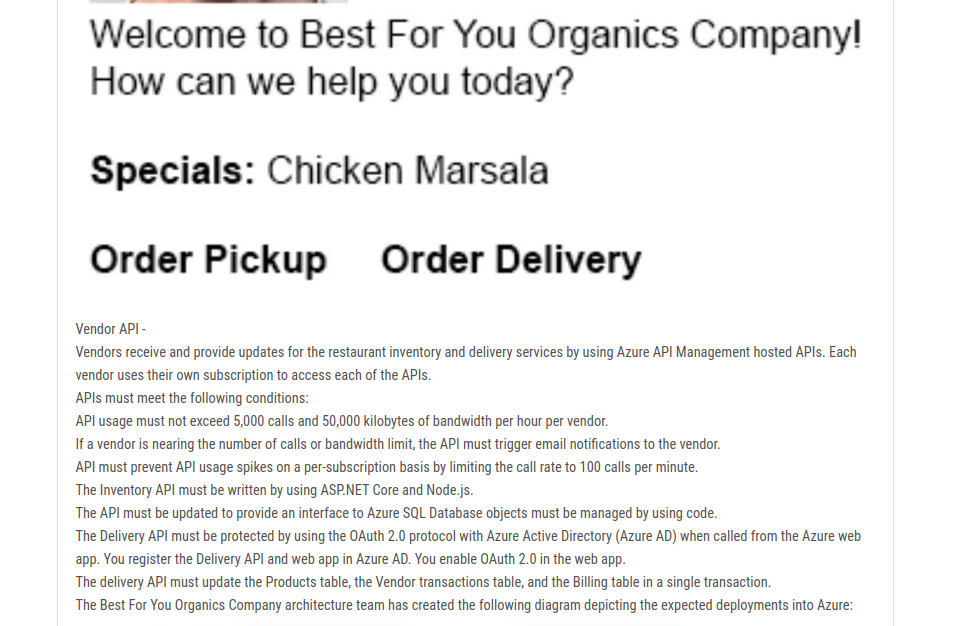 Welcome to Best For You Organics Company!
How can we help you today?
Specials: Chicken Marsala
Order Pickup Order Delivery
Vendor API -
Vendors receive and provide updates for the restaurant inventory and delivery services by using Azure API Management hosted APIs. Each
vendor uses their own subscription to access each of the APIs.
APIs must meet the following conditions:
API usage must not exceed 5,000 calls and 50,000 kilobytes of bandwidth per hour per vendor.
If a vendor is nearing the number of calls or bandwidth limit, the API must trigger email notifications to the vendor.
API must prevent API usage spikes on a per-subscription basis by limiting the call rate to 100 calls per minute.
The Inventory API must be written by using ASP.NET Core and Node.js.
The API must be updated to provide an interface to Azure SQL Database objects must be managed by using code.
The Delivery API must be protected by using the OAuth 2.0 protocol with Azure Active Directory (Azure AD) when called from the Azure web
app. You register the Delivery API and web app in Azure AD. You enable OAuth 2.0 in the web app.
The delivery API must update the Products table, the Vendor transactions table, and the Billing table in a single transaction.
The Best For You Organics Company architecture team has created the following diagram depicting the expected deployments into Azure: